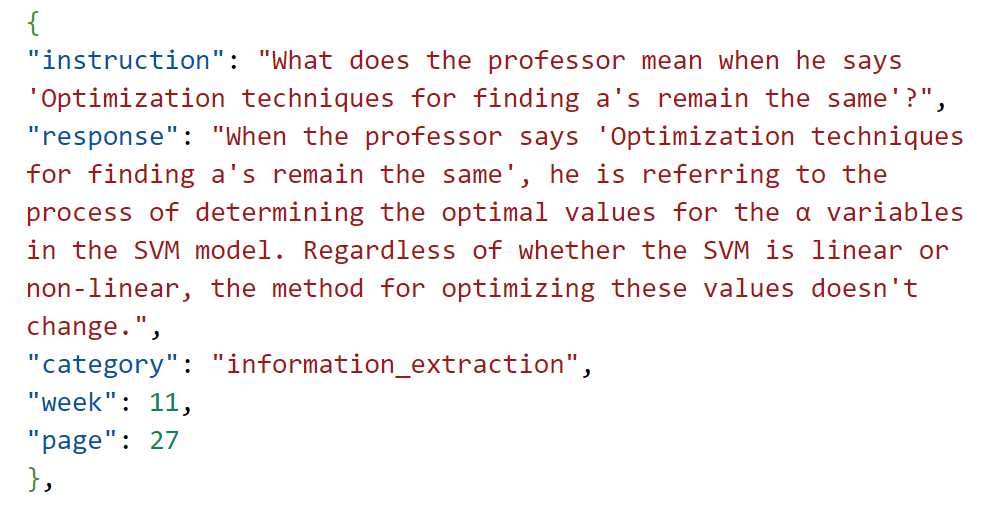 {
"instruction": "What does the professor mean when he says
'Optimization techniques for finding a's remain the same'?",
"response": "When the professor says 'Optimization techniques
for finding a's remain the same', he is referring to the
process of determining the optimal values for the α variables
in the SVM model. Regardless of whether the SVM is linear or
non-linear, the method for optimizing these values doesn't
change.",
"category": "information_extraction",
"week": 11,
"page": 27
},